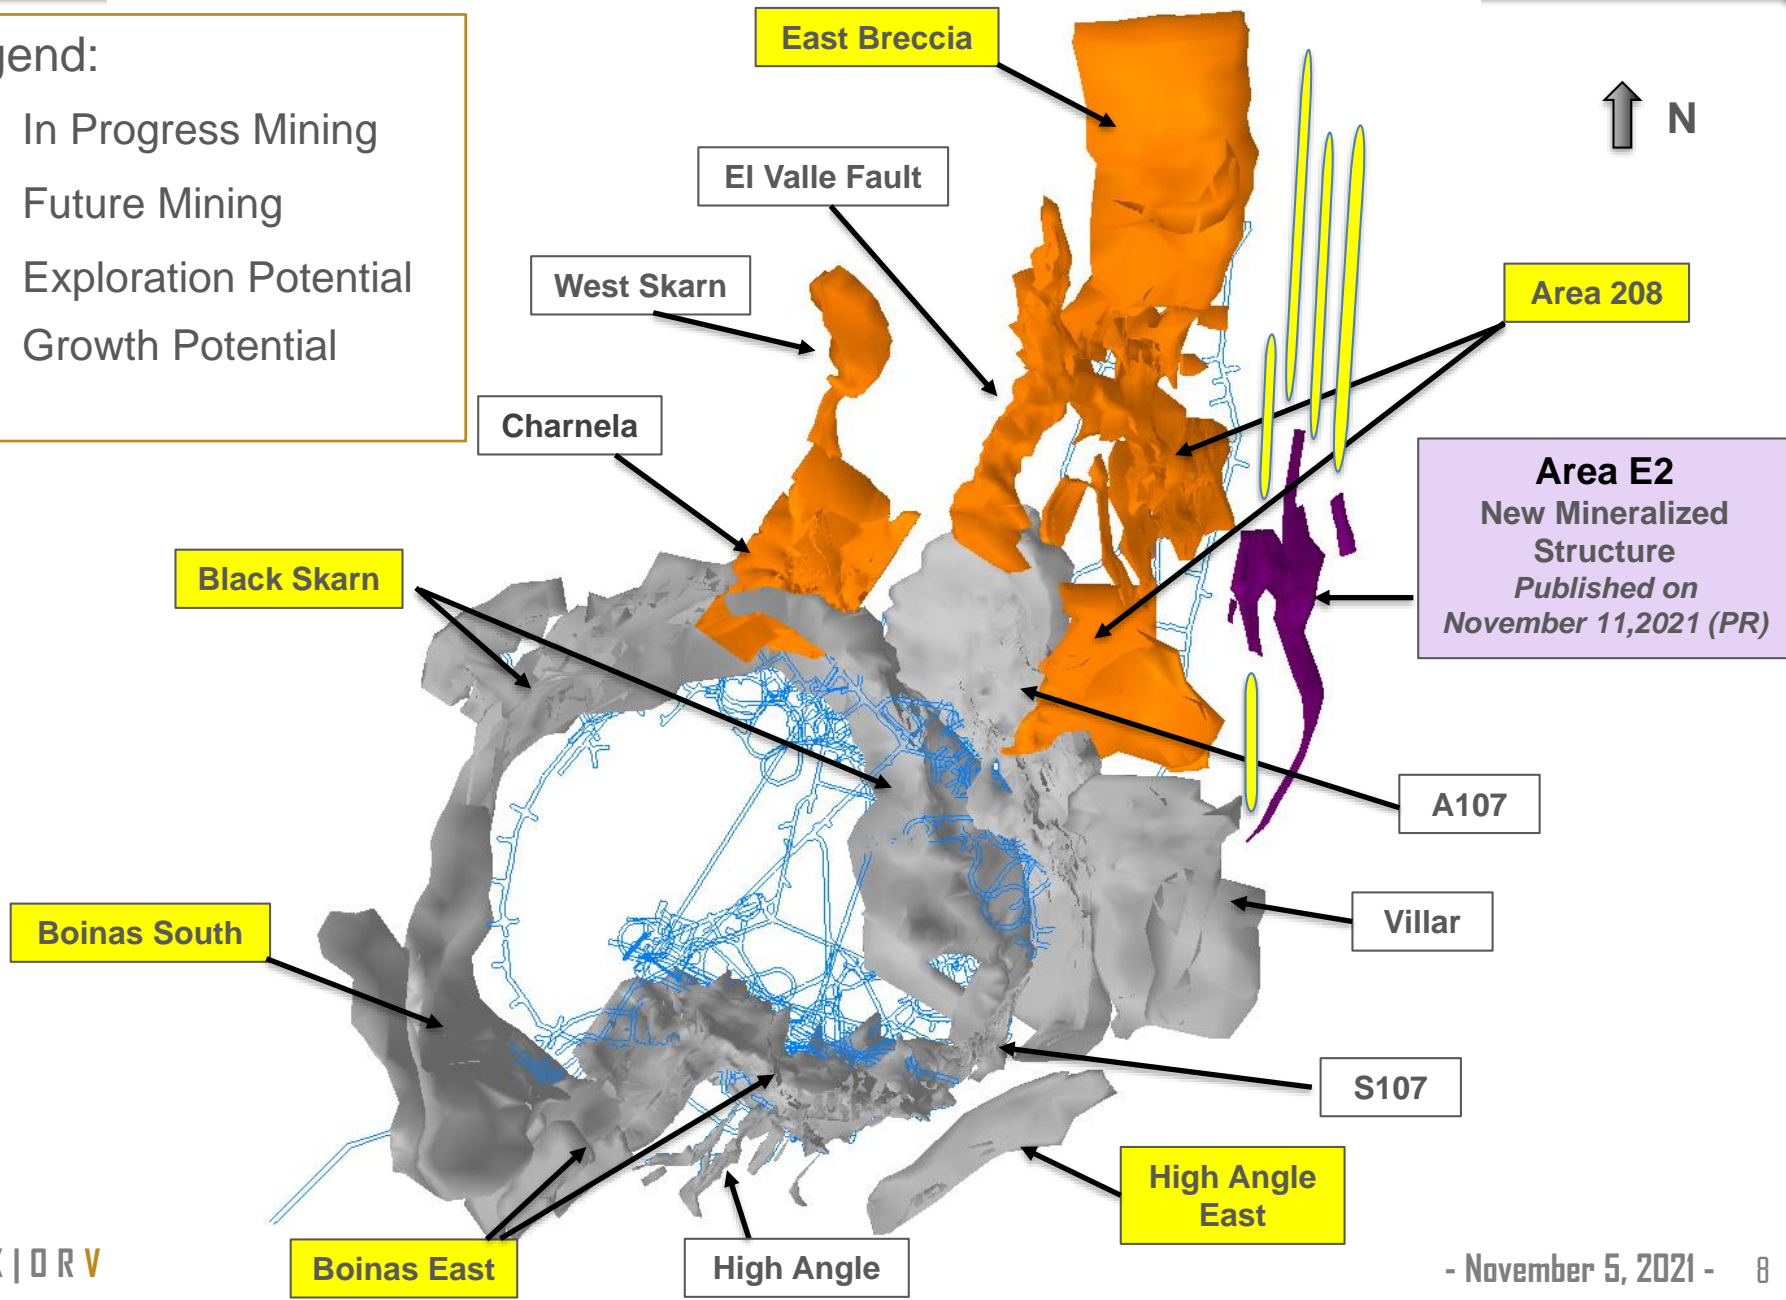 gend:
In Progress Mining
Future Mining
Exploration Potential
Growth Potential
East Breccia
N
El Valle Fault
West Skarn
Area 208
Charnela
Area E2
New Mineralized
Structure
Published on
November 11,2021 (PR)
Black Skarn
A107
Villar
Boinas South
S107
High Angle
East
Boinas East
High Angle
X|ORV
- November 5, 2021 -
8